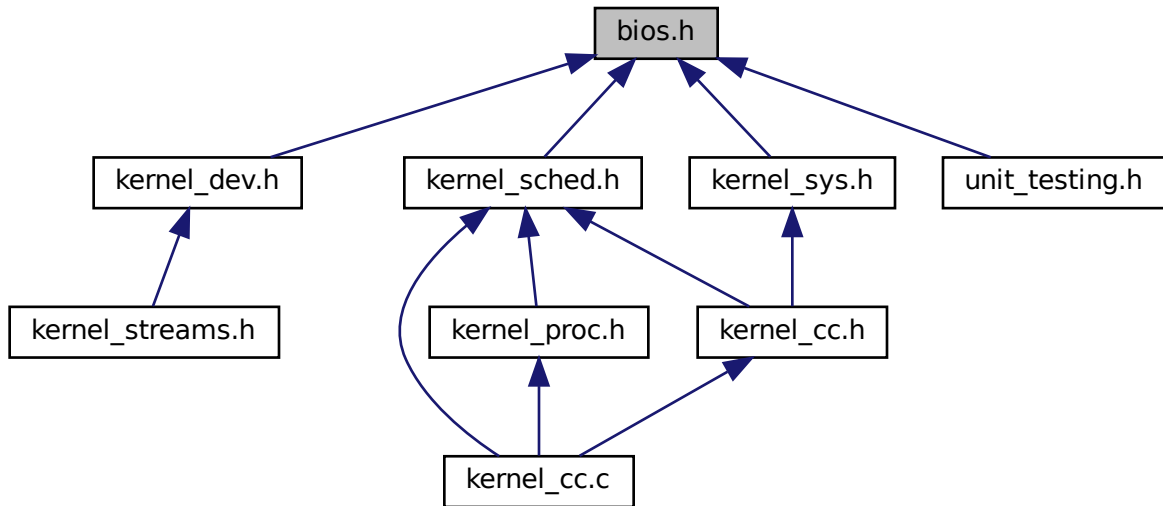 bios.h
kernel_dev.h
kernel_sched.h
kernel_sys.h
unit_testing.h
kernel_streams.h
kernel_proc.h
kernel_cc.h
kernel_cc.c